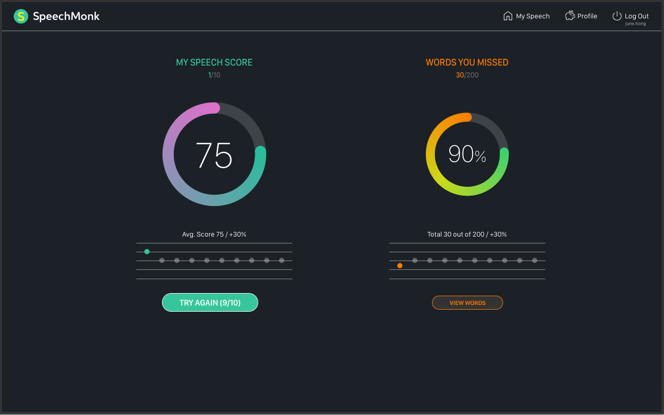 SpeechMonk
My Speech
Profile
Log Out
june.hong
MY SPEECH SCORE
1/10
75
Avg. Score 75 / +30%
TRY AGAIN (9/10)
WORDS YOU MISSED
30/200
90%
Total 30 out of 200 / +30%
VIEW WORDS